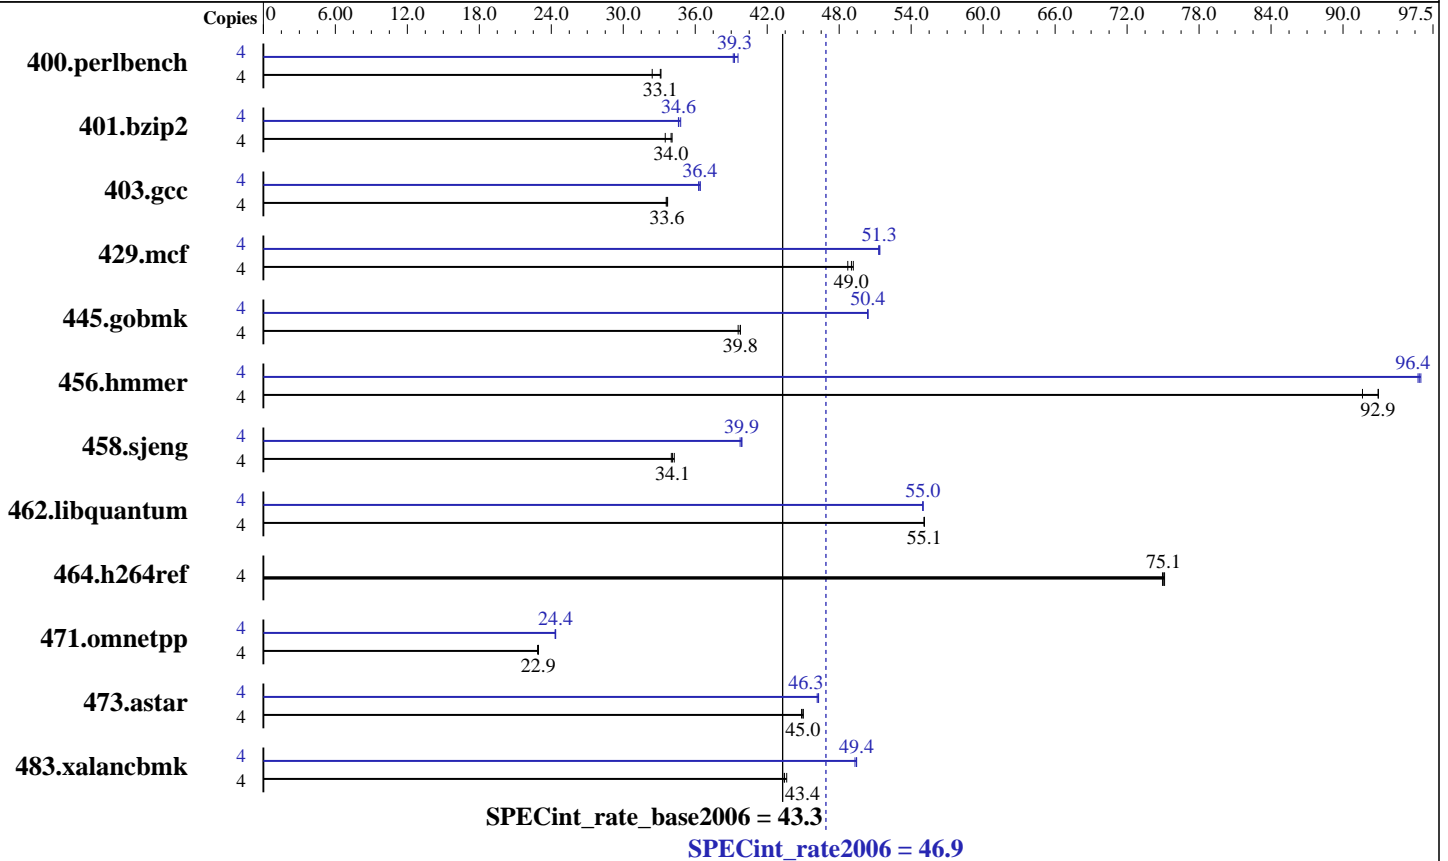 Copies 0 6.00 12.0 18.0 24.0 30.0 36.0 42.0 48.0 54.0 60.0 66.0 72.0 78.0 84.0 90.0 97.5
400.perlbench 4 39.3
4 33.1
401.bzip2 4 34.6
4 34.0
403.gcc 4 36.4
4 33.6
429.mcf 4 51.3
4 49.0
445.gobmk 4 50.4
4 39.8
456.hmmer 4 96.4
4 92.9
458.sjeng 4 39.9
4 34.1
462.libquantum 4 55.0
4 55.1
464.h264ref 4 75.1
471.omnetpp 4 24.4
4 22.9
473.astar 4 46.3
4 45.0
483.xalancbmk 4 49.4
4 43.4
SPECint_rate_base2006 = 43.3
SPECint_rate2006 = 46.9